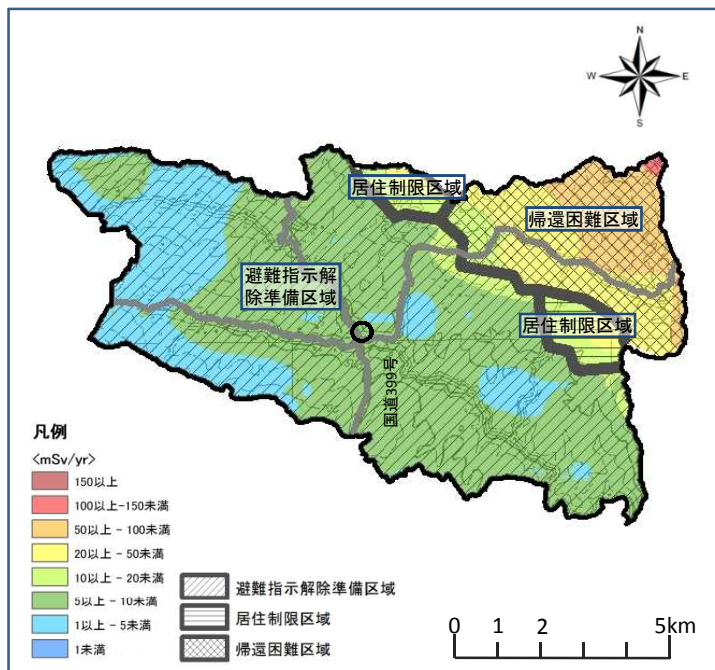 N
W
E
S
居住制限区域
帰還困難区域
避難指示解
除準備区域
居住制限区域
国道399号
凡例
<mSv/yr>
150以上
100以上-150未満
50以上 - 100未満
20以上 - 50未満
10以上 - 20未満
5以上 - 10未満
1以上 - 5未満
1未満
避難指示解除準備区域
居住制限区域
帰還困難区域
0 1 2 5km